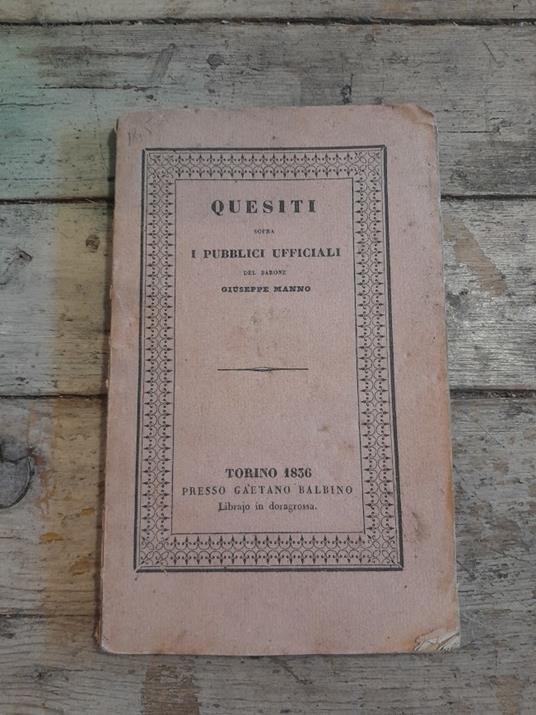 QUESITI
SOPRA
I PUBBLICI UFFICIALI
DEL BARONE
GIUSEPPE MANNO
TORINO 1836
PRESSO GAETANO BALBINO
Librajo in doragrossa.